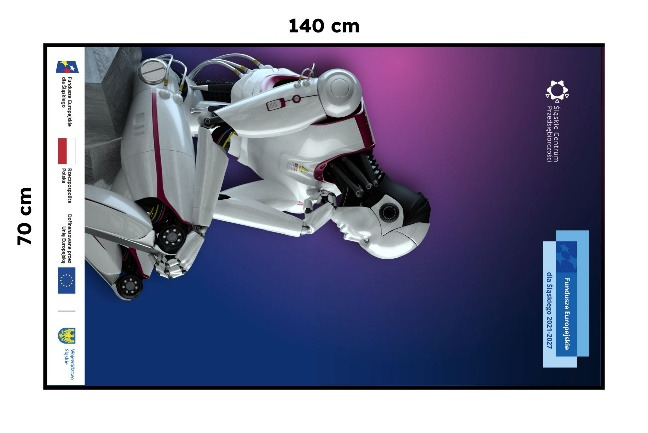 140 cm
70 cm
Śląskie Centrum
Przedsiębiorczości
Fundusze Europejskie
dla Śląskiego 2021-2027
Fundusze Europejskie
dla Śląskiego
Rzeczpospolita
Polska
Dofinansowane przez
Unię Europejską
Województwo
Śląskie